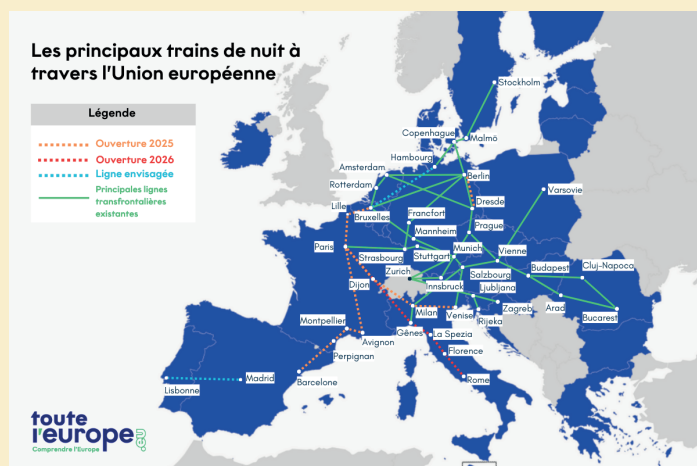 Les principaux trains de nuit à
travers l'Union européenne
Légende
Ouverture 2025
Ouverture 2026
Ligne envisagée
Principales lignes
transfrontalières
existantes
Stockholm
Copenhague
Malmö
Hambourg
Amsterdam
Berlin
Rotterdam
Varsovie
Lille
Dresde
Bruxelles
Francfort
Prague
Mannheim
Paris
Munich
Vienne
Strasbourg
Stuttgart
Budapest
Cluj-Napoca
Zurich
Salzbourg
Dijon
Innsbruck
Ljubljana
Milan
Venise
Zagreb
Arad
Bucarest
Montpellier
Gênes
La Spezia
Rijeka
Avignon
Perpignan
Florence
Barcelone
Madrid
Rome
Lisbonne
toute
l'europe.eu
Comprendre l'Europe